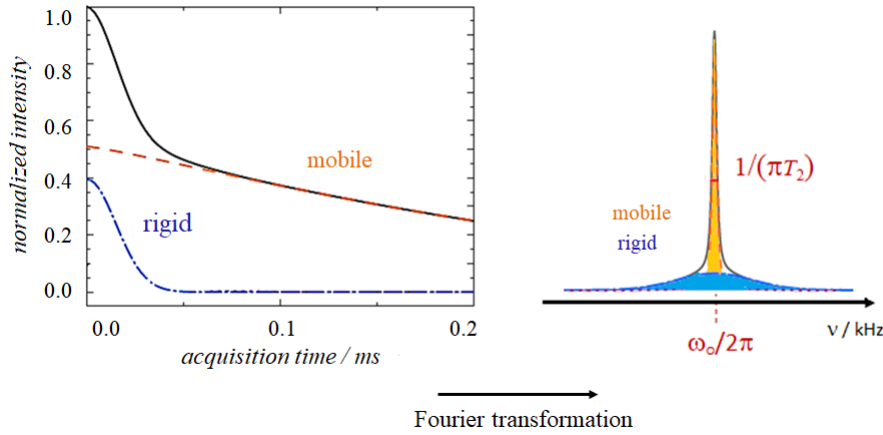 normalized intensity
1.0
0.8
0.6
0.4
0.2
0.0
mobile
rigid
0.0
0.1
0.2
acquisition time / ms
1/(πT₂)
mobile
rigid
ν / kHz
ω₀/2π
Fourier transformation